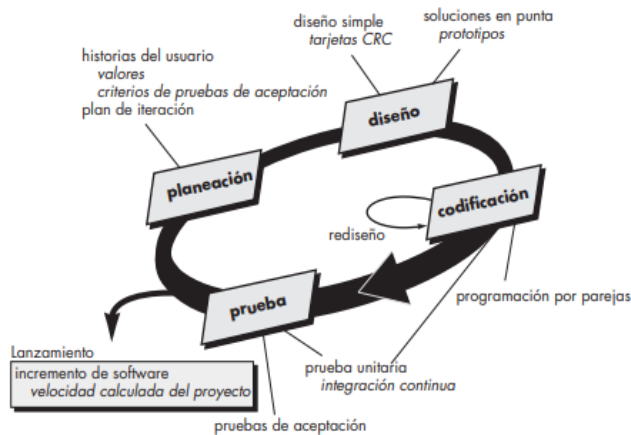 diseño simple
tarjetas CRC
soluciones en punta
prototipos
historias del usuario
valores
criterios de pruebas de aceptación
plan de iteración
diseño
planeación
codificación
rediseño
programación por parejas
prueba
Lanzamiento
incremento de software
velocidad calculada del proyecto
prueba unitaria
integración continua
pruebas de aceptación